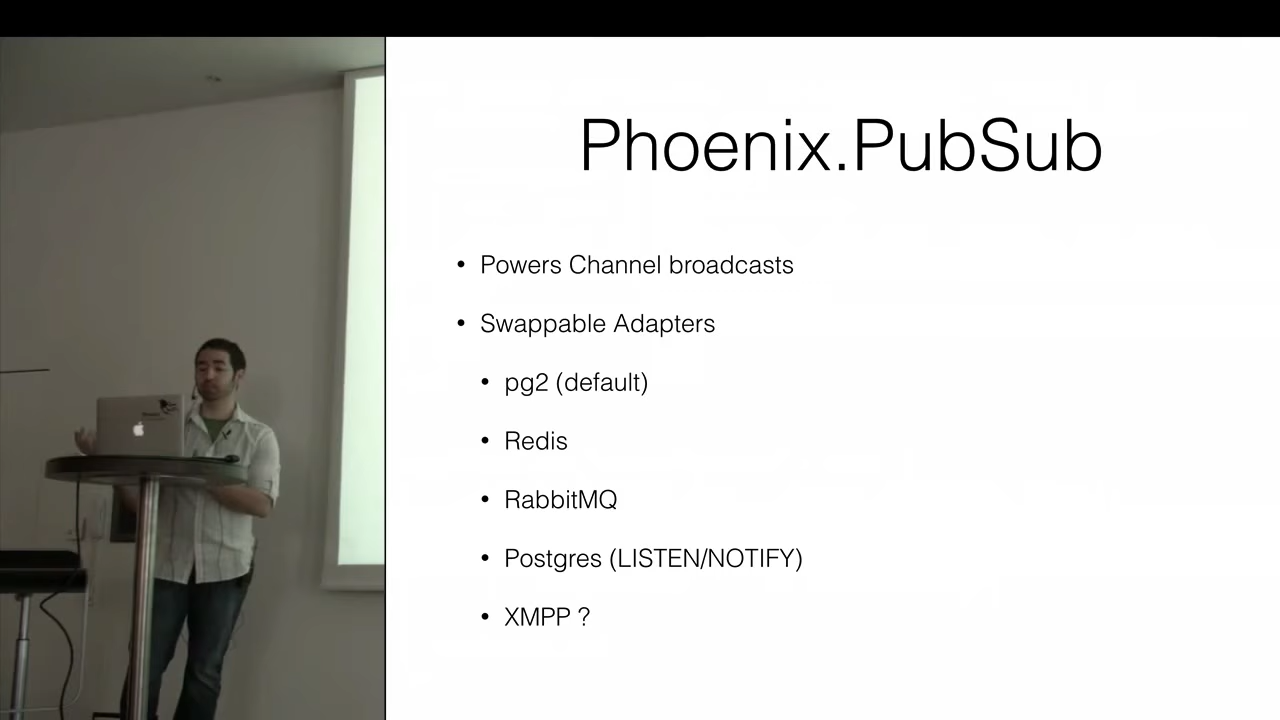 Phoenix.PubSub
• Powers Channel broadcasts
• Swappable Adapters
• pg2 (default)
• Redis
• RabbitMQ
• Postgres (LISTEN/NOTIFY)
• XMPP ?